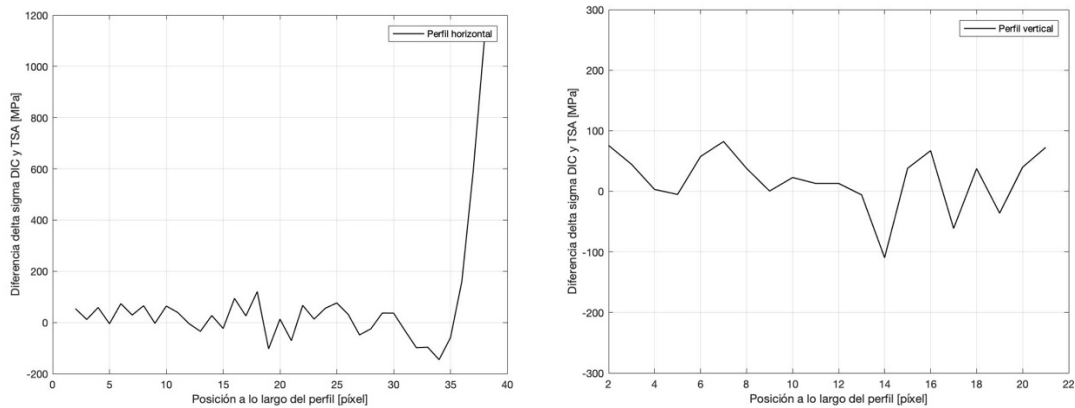 1200
1000
800
600
400
200
0
-200
Diferencia delta sigma DIC y TSA [MPa]
Perfil horizontal
0 5 10 15 20 25 30 35 40
Posición a lo largo del perfil [píxel]
300
200
100
0
-100
-200
-300
Diferencia delta sigma DIC y TSA [MPa]
Perfil vertical
2 4 6 8 10 12 14 16 18 20 22
Posición a lo largo del perfil [píxel]